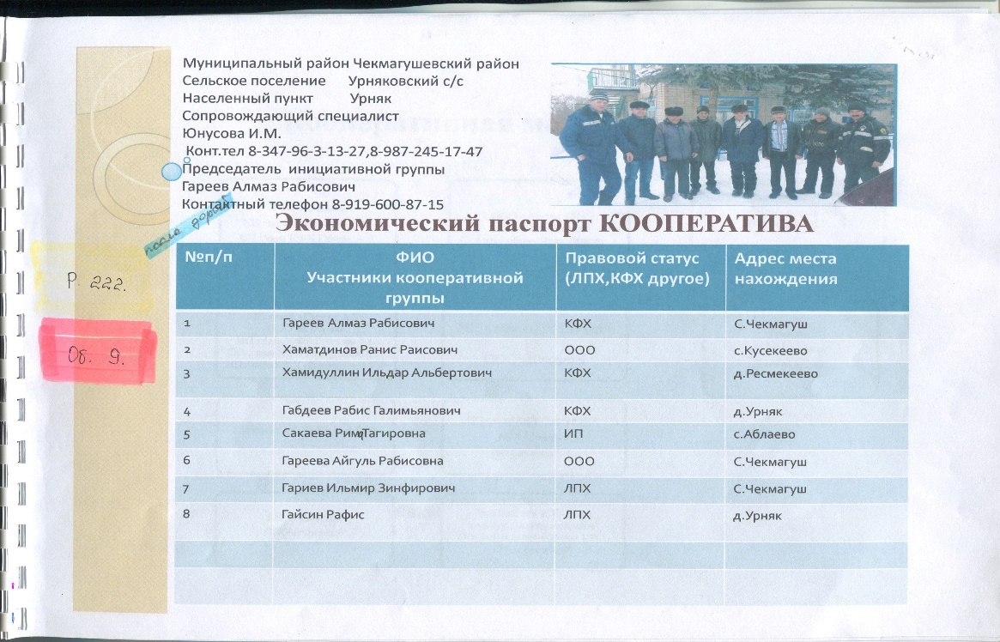 Муниципальный район Чекмагушевский район
Сельское поселение Урняковский с/с
Населенный пункт Урняк
Сопровождающий специалист
Юнусова И.М.
Конт.тел 8-347-96-3-13-27,8-987-245-17-47
Председатель инициативной группы
Гареев Алмаз Рабисович
Контактный телефон 8-919-600-87-15
после
Экономический паспорт КООПЕРАТИВА
Р. 222.
Об. 9.
№п/п ФИО Участники кооперативной группы Правовой статус (ЛПХ,КФХ другое) Адрес места нахождения
1 Гареев Алмаз Рабисович КФХ С.Чекмагуш
2 Хаматдинов Ранис Раисович ООО с.Кусекеево
3 Хамидуллин Ильдар Альбертович КФХ д.Ресмекеево
4 Габдеев Рабис Галимьянович КФХ д.Урняк
5 Сакаева Рима Тагировна ИП с.Аблаево
6 Гареева Айгуль Рабисовна ООО С.Чекмагуш
7 Гариев Ильмир Зинфирович ЛПХ С.Чекмагуш
8 Гайсин Рафис ЛПХ д.Урняк